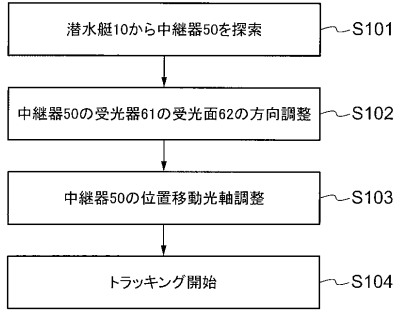 潜水艇10から中継器50を探索
S101
中継器50の受光器61の受光面62の方向調整
S102
中継器50の位置移動光軸調整
S103
トラッキング開始
S104